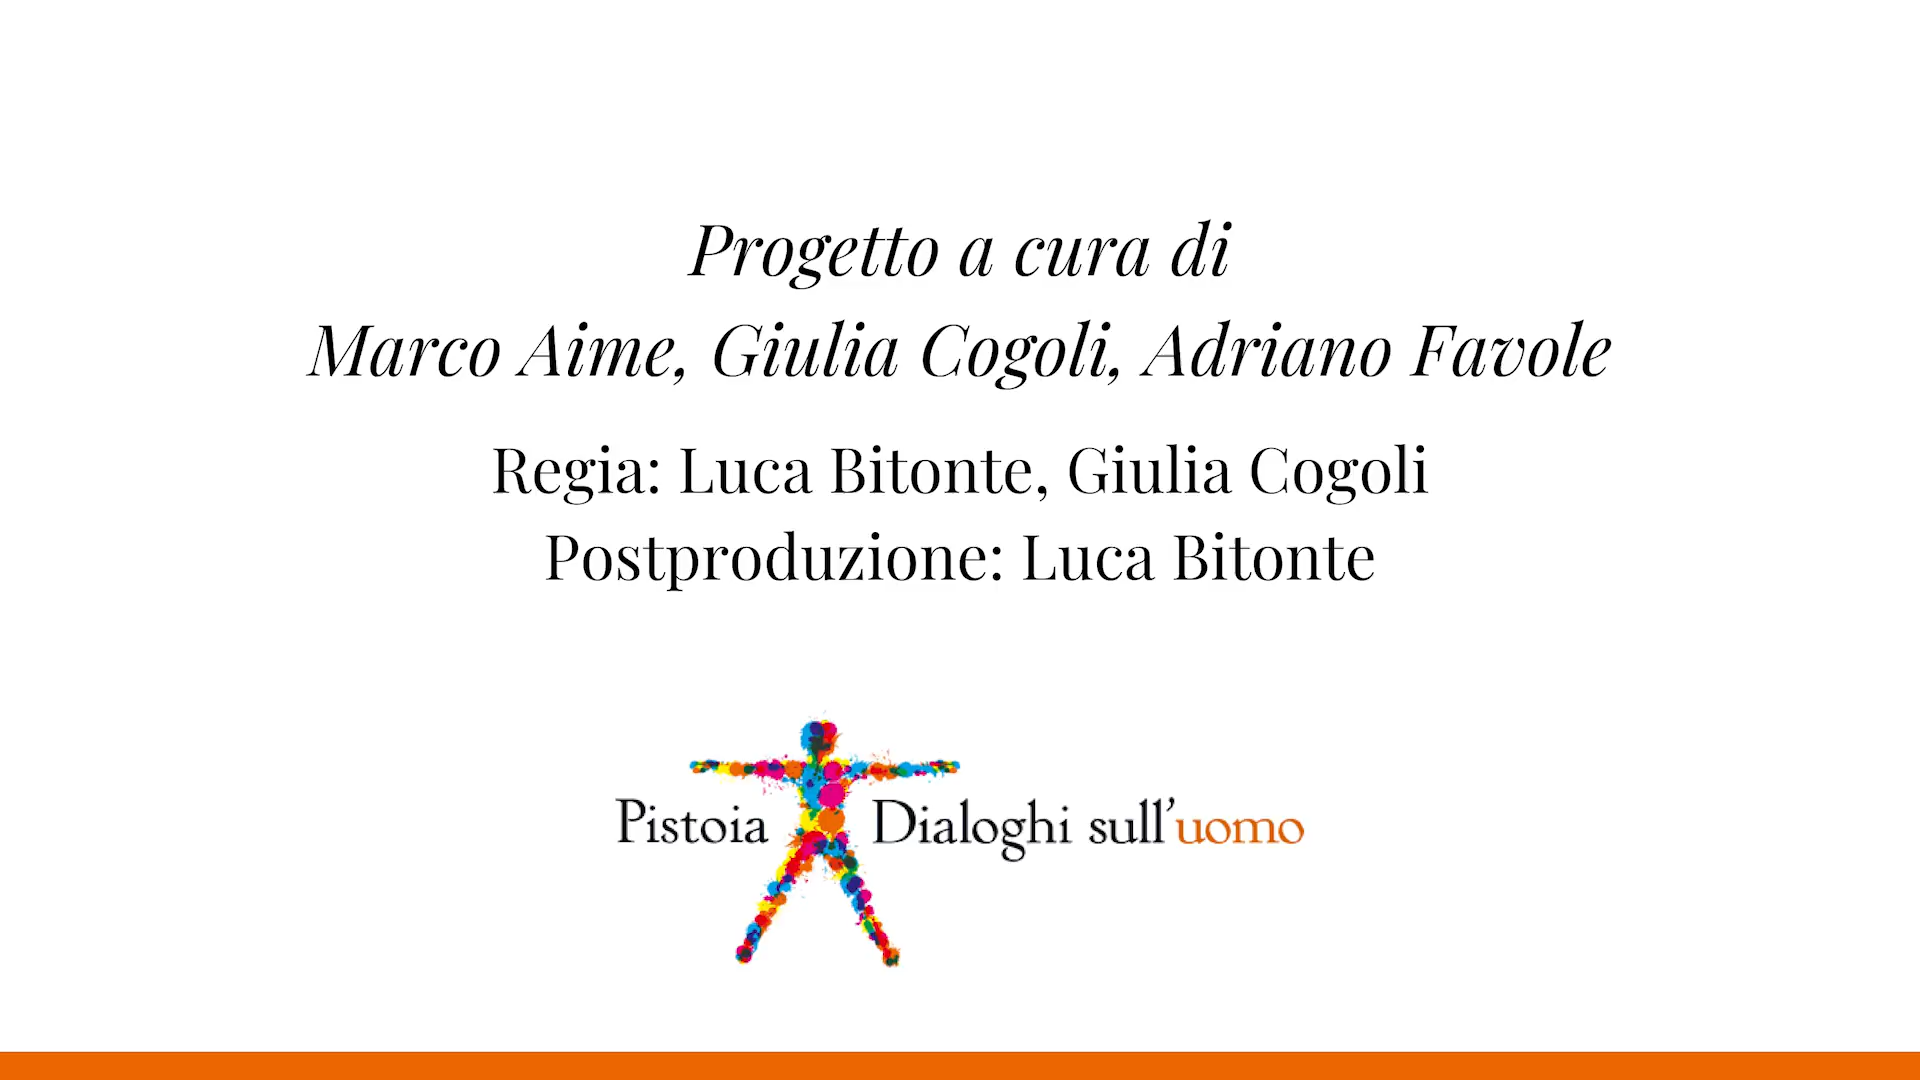 Progetto a cura di
Marco Aime, Giulia Cogoli, Adriano Favole
Regia: Luca Bitonte, Giulia Cogoli
Postproduzione: Luca Bitonte
Pistoia Dialoghi sull'uomo